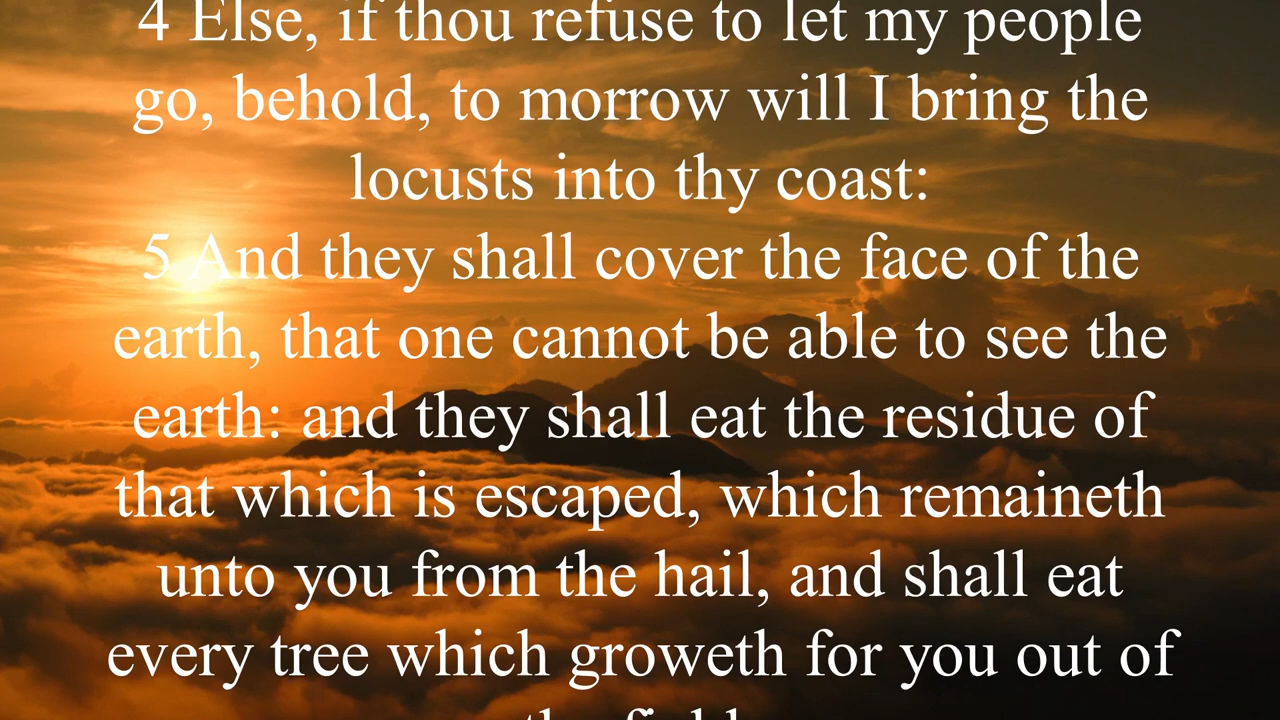 4 Else, if thou refuse to let my people
go, behold, to morrow will I bring the
locusts into thy coast:
5 And they shall cover the face of the
earth, that one cannot be able to see the
earth: and they shall eat the residue of
that which is escaped, which remaineth
unto you from the hail, and shall eat
every tree which groweth for you out of